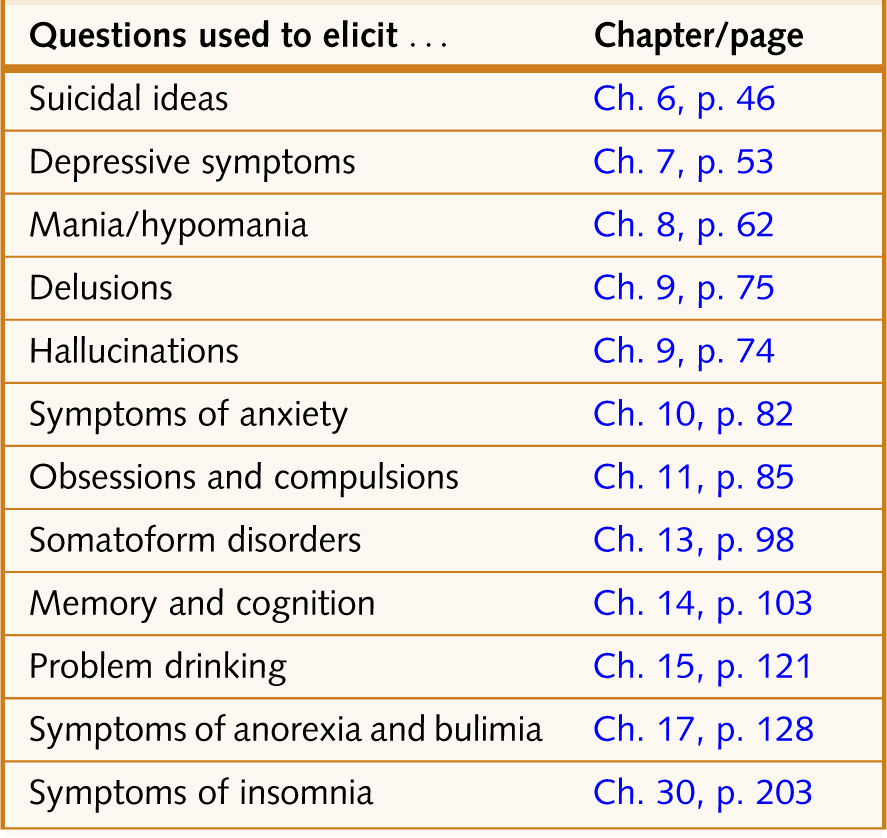 Questions used to elicit . . . Chapter/page
Suicidal ideas Ch. 6, p. 46
Depressive symptoms Ch. 7, p. 53
Mania/hypomania Ch. 8, p. 62
Delusions Ch. 9, p. 75
Hallucinations Ch. 9, p. 74
Symptoms of anxiety Ch. 10, p. 82
Obsessions and compulsions Ch. 11, p. 85
Somatoform disorders Ch. 13, p. 98
Memory and cognition Ch. 14, p. 103
Problem drinking Ch. 15, p. 121
Symptoms of anorexia and bulimia Ch. 17, p. 128
Symptoms of insomnia Ch. 30, p. 203